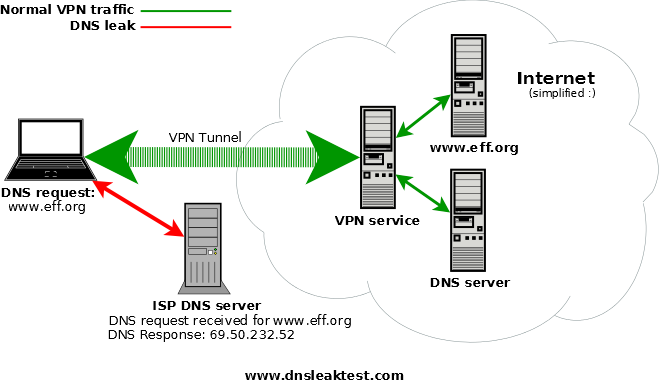 Normal VPN traffic
DNS leak
Internet
(simplified :)
VPN Tunnel
www.eff.org
DNS request:
www.eff.org
VPN service
DNS server
ISP DNS server
DNS request received for www.eff.org
DNS Response: 69.50.232.52
www.dnsleaktest.com